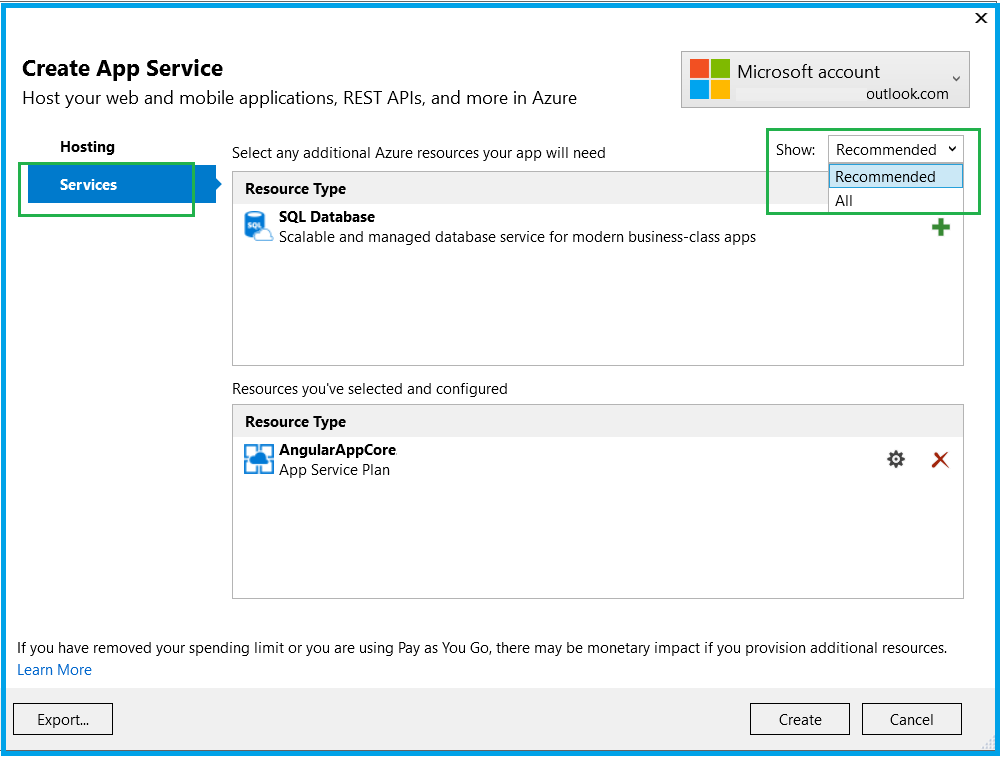 Create App Service
Host your web and mobile applications, REST APIs, and more in Azure
Microsoft account
outlook.com
Hosting
Services
Select any additional Azure resources your app will need
Show: Recommended
Recommended
All
Resource Type
SQL
SQL Database
Scalable and managed database service for modern business-class apps
Resources you've selected and configured
Resource Type
AngularAppCore
App Service Plan
If you have removed your spending limit or you are using Pay as You Go, there may be monetary impact if you provision additional resources.
Learn More
Export...
Create
Cancel